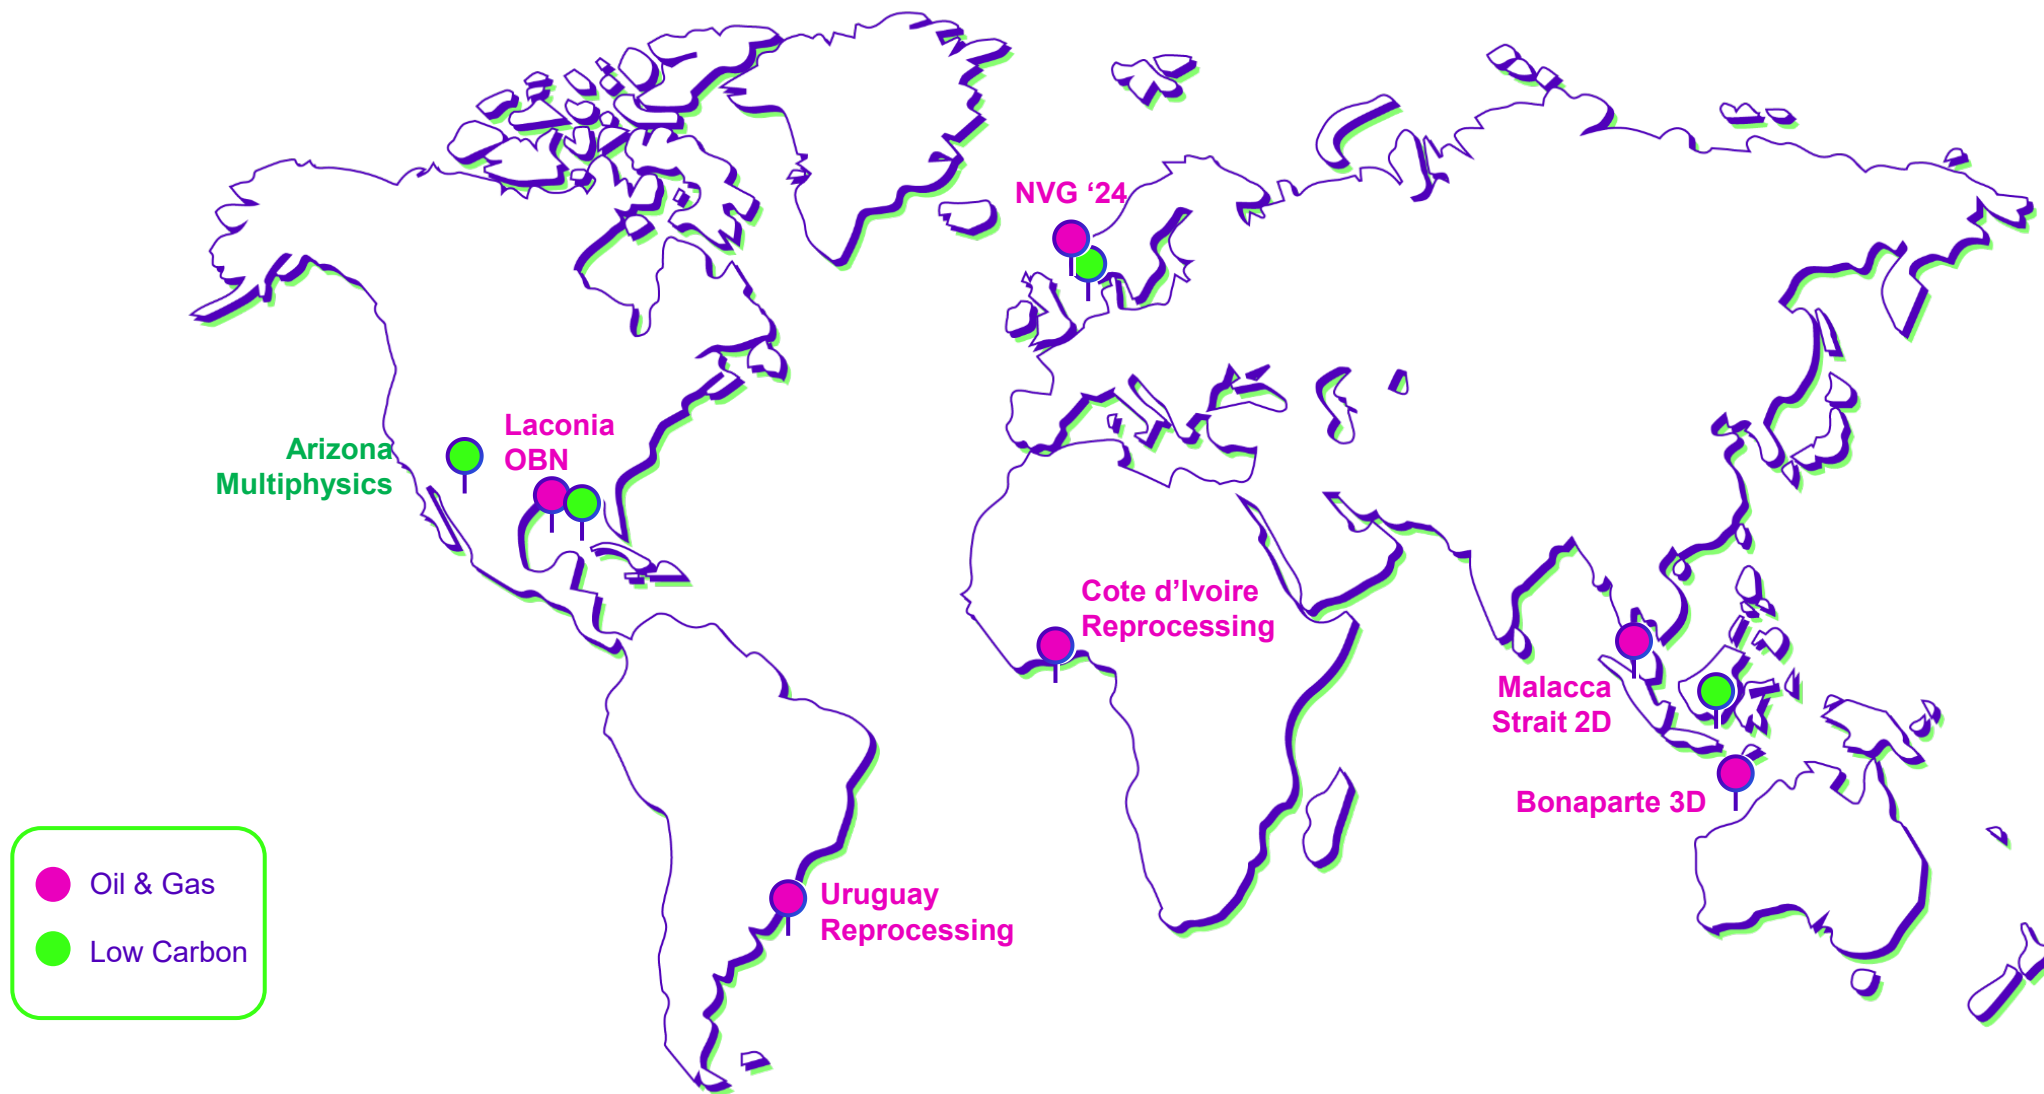 NVG ‘24
Laconia
OBN
Arizona
Multiphysics
Cote d’Ivoire
Reprocessing
Malacca
Strait 2D
Bonaparte 3D
Uruguay
Reprocessing
Oil & Gas
Low Carbon